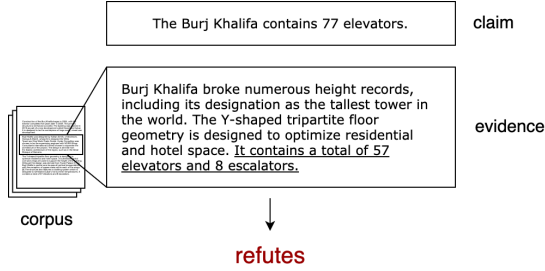 The Burj Khalifa contains 77 elevators.
claim
Burj Khalifa broke numerous height records,
including its designation as the tallest tower in
the world. The Y-shaped tripartite floor
geometry is designed to optimize residential
and hotel space. It contains a total of 57
elevators and 8 escalators.
evidence
corpus
refutes